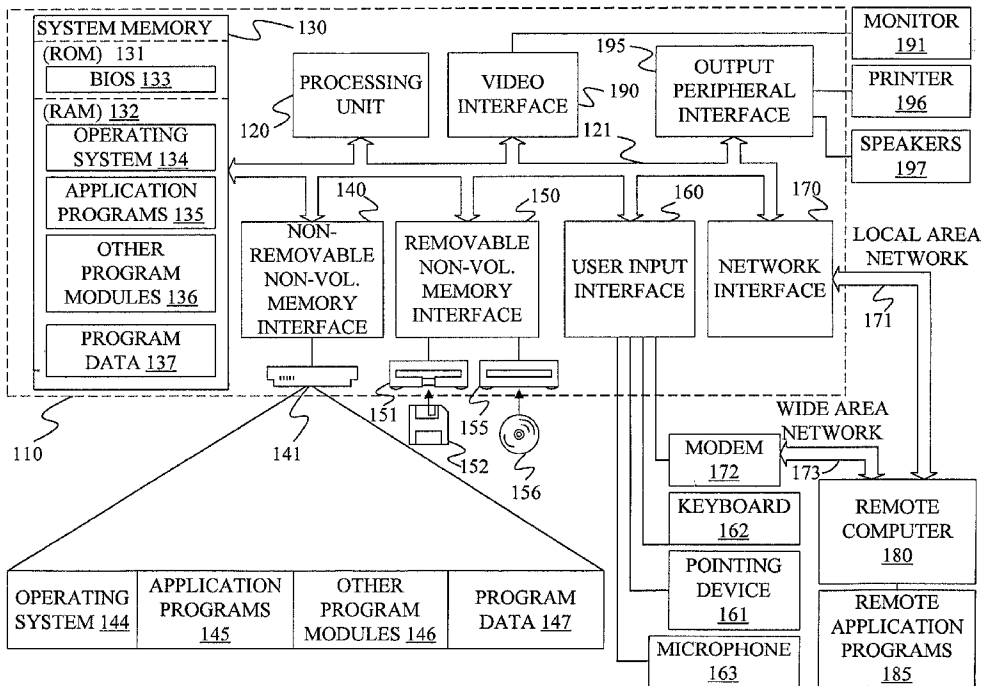 SYSTEM MEMORY
130
(ROM) 131
BIOS 133
(RAM) 132
OPERATING
SYSTEM 134
APPLICATION
PROGRAMS 135
OTHER
PROGRAM
MODULES 136
PROGRAM
DATA 137
110
PROCESSING
UNIT
120
VIDEO
INTERFACE
190
195
OUTPUT
PERIPHERAL
INTERFACE
121
MONITOR
191
PRINTER
196
SPEAKERS
197
140
NON-
REMOVABLE
NON-VOL.
MEMORY
INTERFACE
150
REMOVABLE
NON-VOL.
MEMORY
INTERFACE
160
USER INPUT
INTERFACE
170
NETWORK
INTERFACE
LOCAL AREA
NETWORK
171
141
151
152
155
156
WIDE AREA
NETWORK
173
MODEM
172
KEYBOARD
162
POINTING
DEVICE
161
MICROPHONE
163
REMOTE
COMPUTER
180
REMOTE
APPLICATION
PROGRAMS
185
OPERATING
SYSTEM 144
APPLICATION
PROGRAMS
145
OTHER
PROGRAM
MODULES 146
PROGRAM
DATA 147